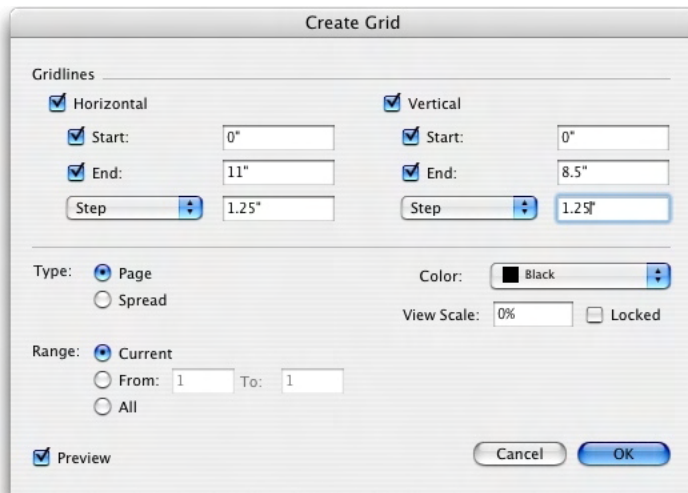 Create Grid
Gridlines
Horizontal
Vertical
Start: 0"
Start: 0"
End: 11"
End: 8.5"
Step 1.25"
Step 1.25"
Type: Page
Color: Black
Spread
View Scale: 0% Locked
Range: Current
From: 1 To: 1
All
Preview
Cancel OK